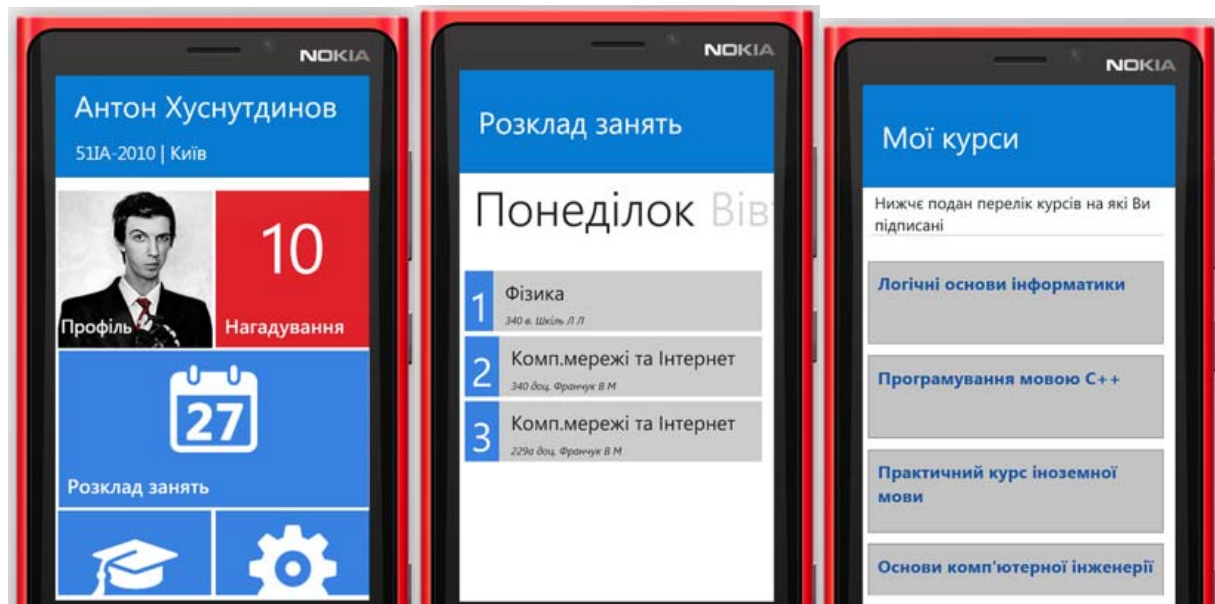 NOKIA
Антон Хуснутдинов
51ІА-2010 | Київ
10
Профіль
Нагадування
27
Розклад занять
NOKIA
Розклад занять
Понеділок Вівт
1
Фізика
340 в. Шкіль Л Л
2
Комп.мережі та Інтернет
340 доц. Франчук В М
3
Комп.мережі та Інтернет
229а доц. Франчук В М
NOKIA
Мої курси
Нижчє подан перелік курсів на які Ви
підписані
Логічні основи інформатики
Програмування мовою С++
Практичний курс іноземної
мови
Основи комп'ютерної інженерії